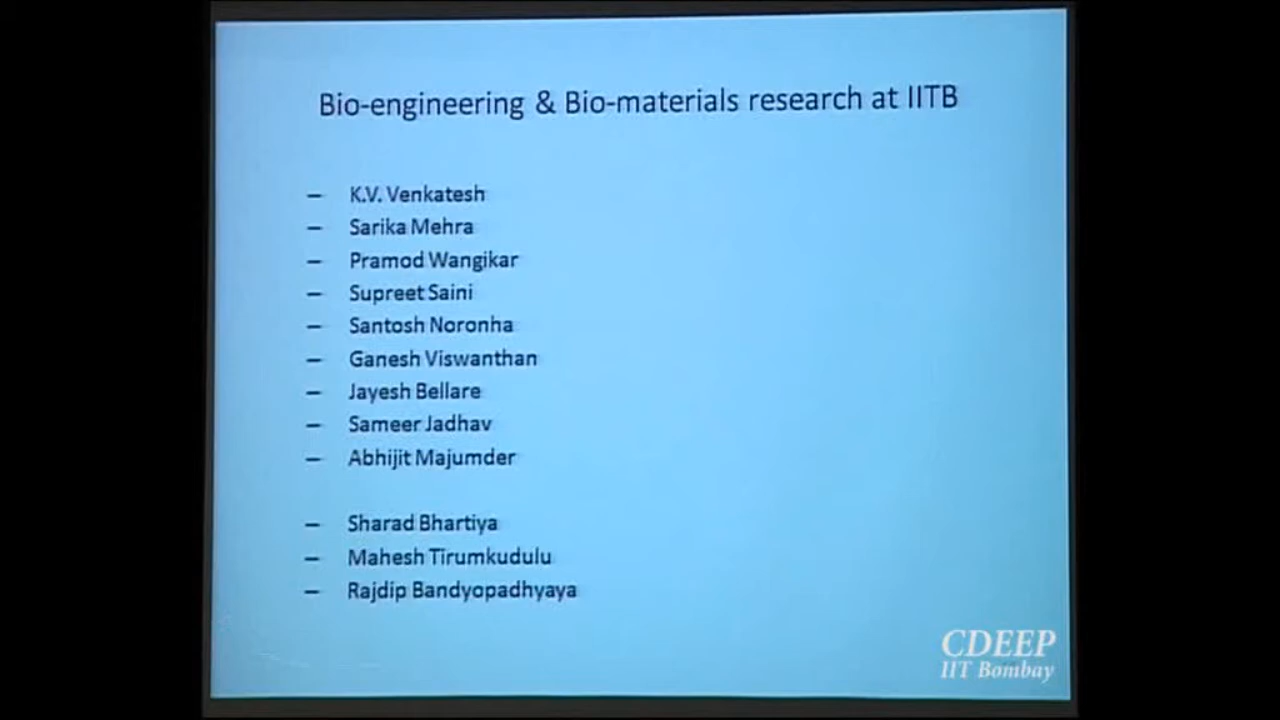 Bio-engineering & Bio-materials research at IITB
– K.V. Venkatesh
– Sarika Mehra
– Pramod Wangikar
– Supreet Saini
– Santosh Noronha
– Ganesh Viswanthan
– Jayesh Bellare
– Sameer Jadhav
– Abhijit Majumder
– Sharad Bhartiya
– Mahesh Tirumkudulu
– Rajdip Bandyopadhyaya
CDEEP
IIT Bombay